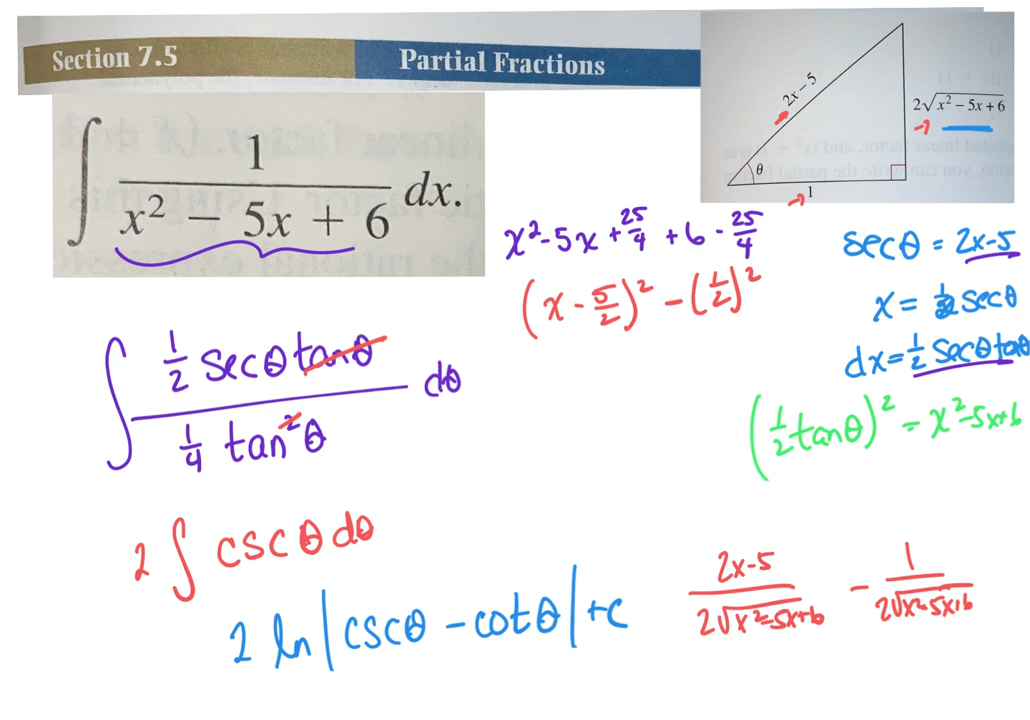 Section 7.5 Partial Fractions
2x − 5
2√(x² − 5x + 6)
θ
1
∫ 1/(x² − 5x + 6) dx.
x² - 5x + 25/4 + 6 - 25/4
(x - 5/2)² - (1/2)²
secθ = 2x-5
x = 1/2 secθ
dx = 1/2 secθ tanθ
(1/2 tanθ)² = x²-5x+6
∫ (1/2 secθ tanθ)/(1/4 tan²θ) dθ
2 ∫ cscθ dθ
2 ln|cscθ - cotθ| + c
(2x-5)/(2√(x²-5x+6)) - 1/(2√(x²-5x+6))